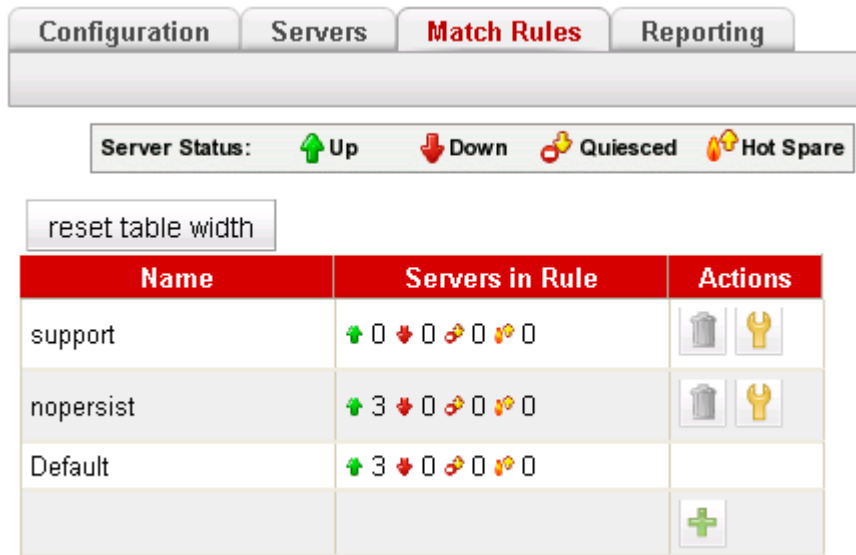 Configuration Servers Match Rules Reporting
Server Status: Up Down Quiesced Hot Spare
reset table width
Name Servers in Rule Actions
support 0 0 0 0
nopersist 3 0 0 0
Default 3 0 0 0